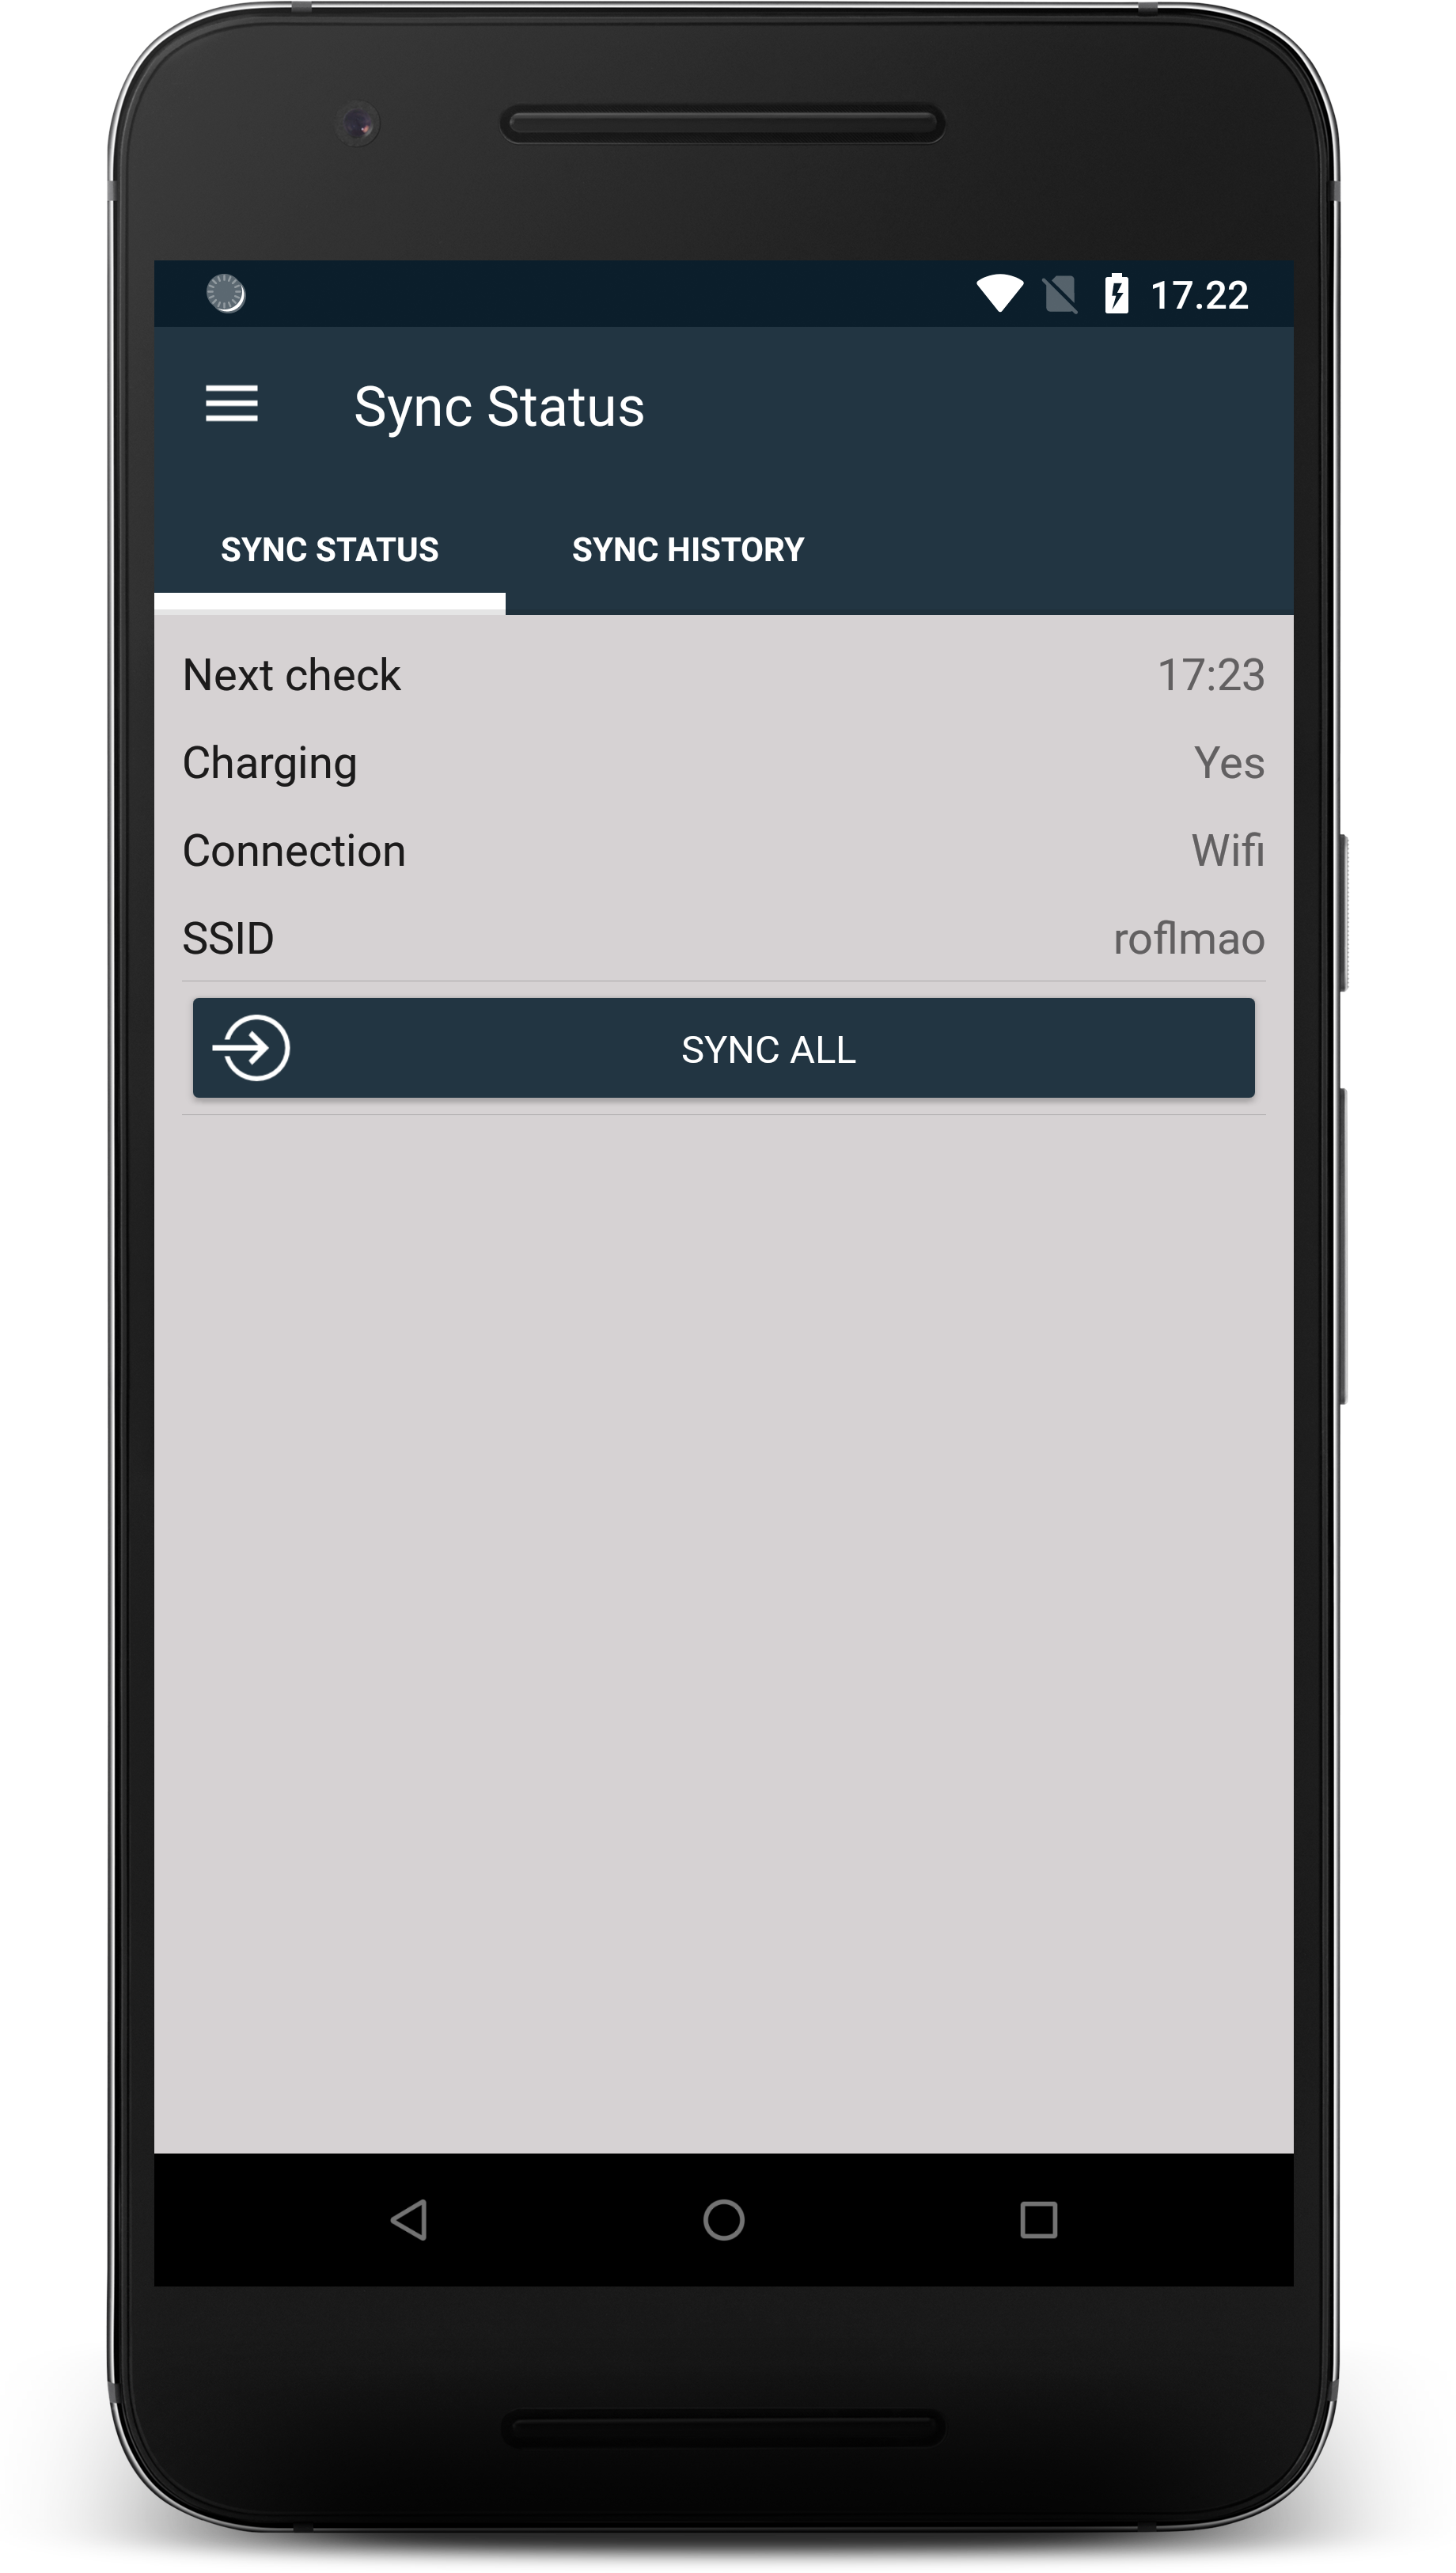 17.22
Sync Status
SYNC STATUS SYNC HISTORY
Next check 17:23
Charging Yes
Connection Wifi
SSID roflmao
SYNC ALL